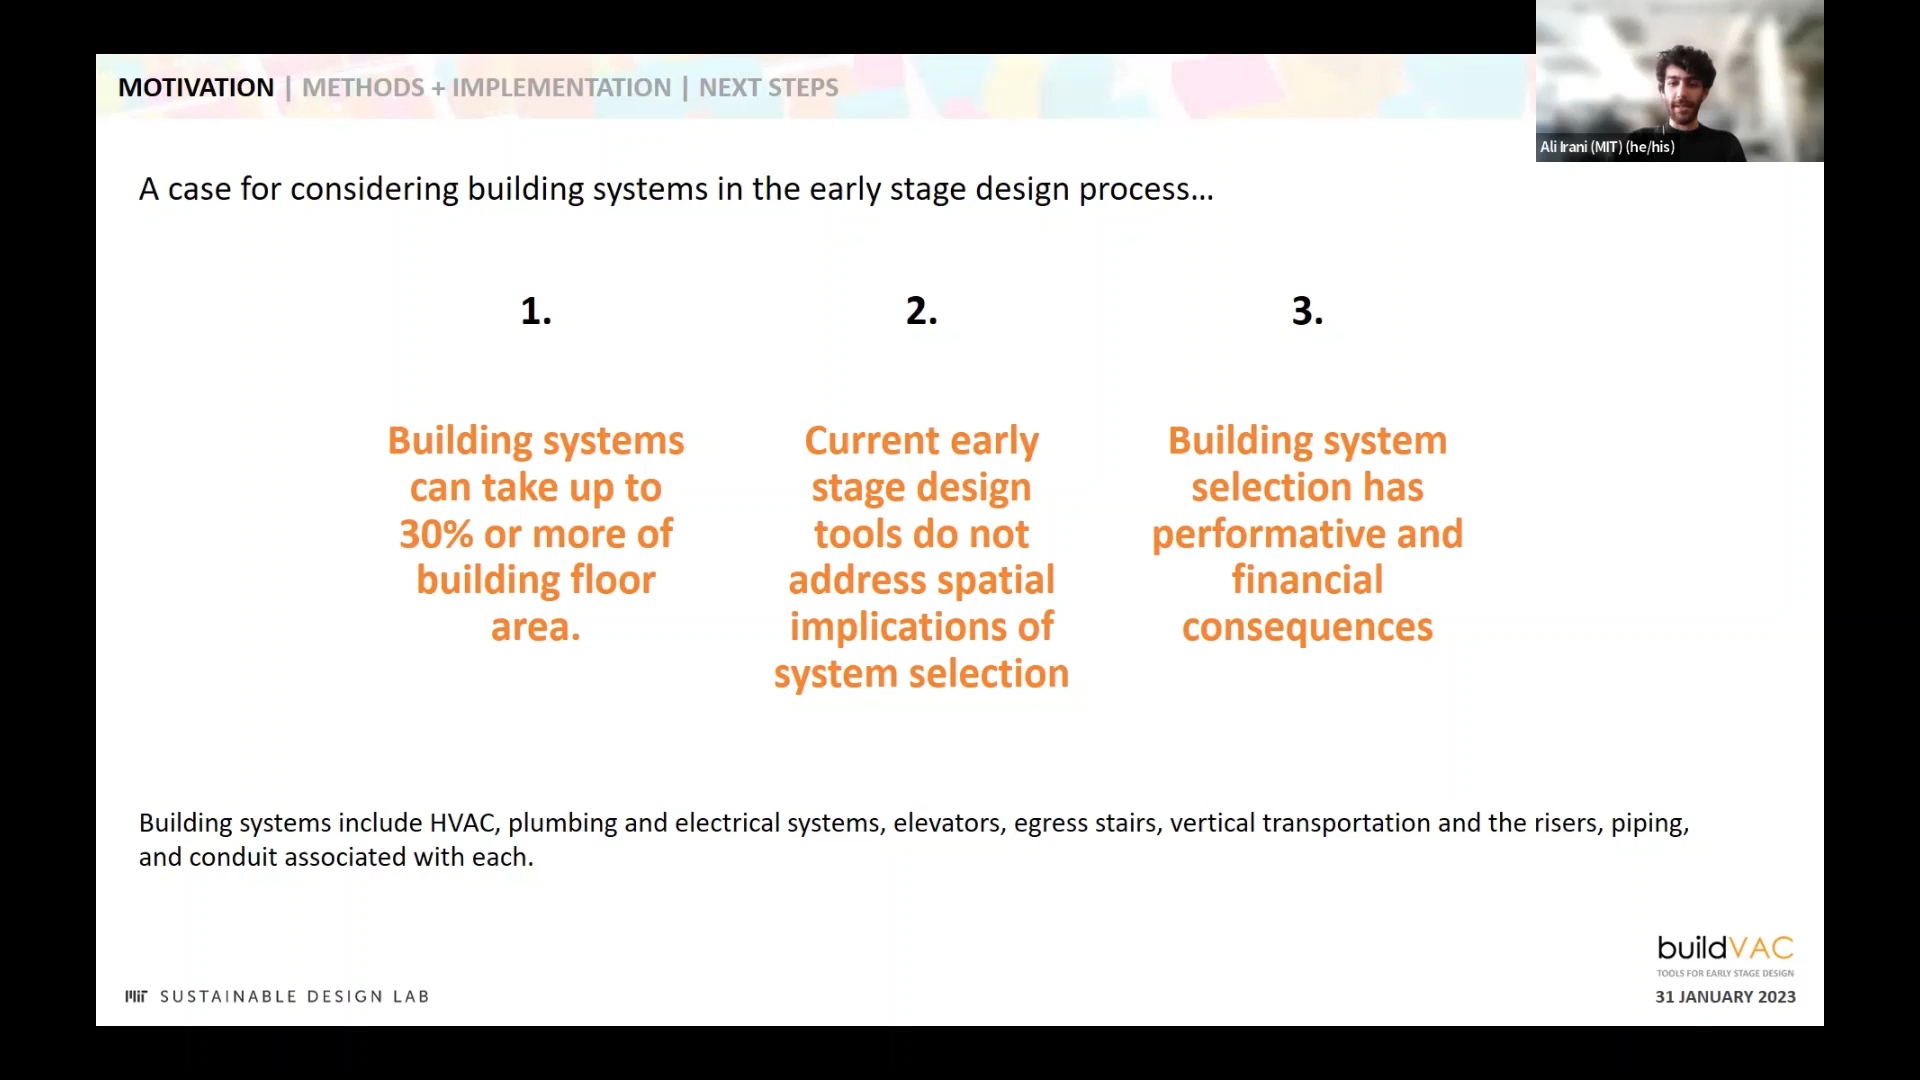 MOTIVATION | METHODS + IMPLEMENTATION | NEXT STEPS
Ali Irani (MIT) (he/his)
A case for considering building systems in the early stage design process...
1.
Building systems
can take up to
30% or more of
building floor
area.
2.
Current early
stage design
tools do not
address spatial
implications of
system selection
3.
Building system
selection has
performative and
financial
consequences
Building systems include HVAC, plumbing and electrical systems, elevators, egress stairs, vertical transportation and the risers, piping,
and conduit associated with each.
MIT SUSTAINABLE DESIGN LAB
buildVAC
TOOLS FOR EARLY STAGE DESIGN
31 JANUARY 2023